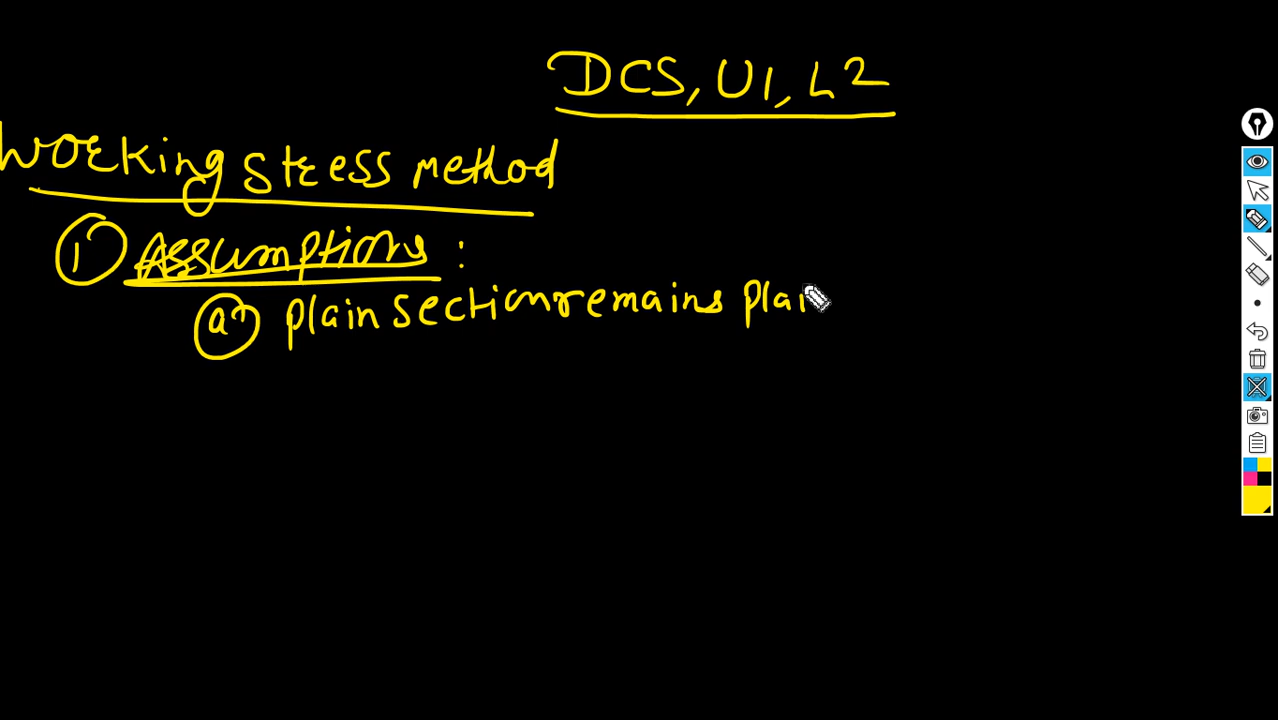 DCS, U1, L2
Working stress method
① Assumptions :
ⓐ plain section remains plai